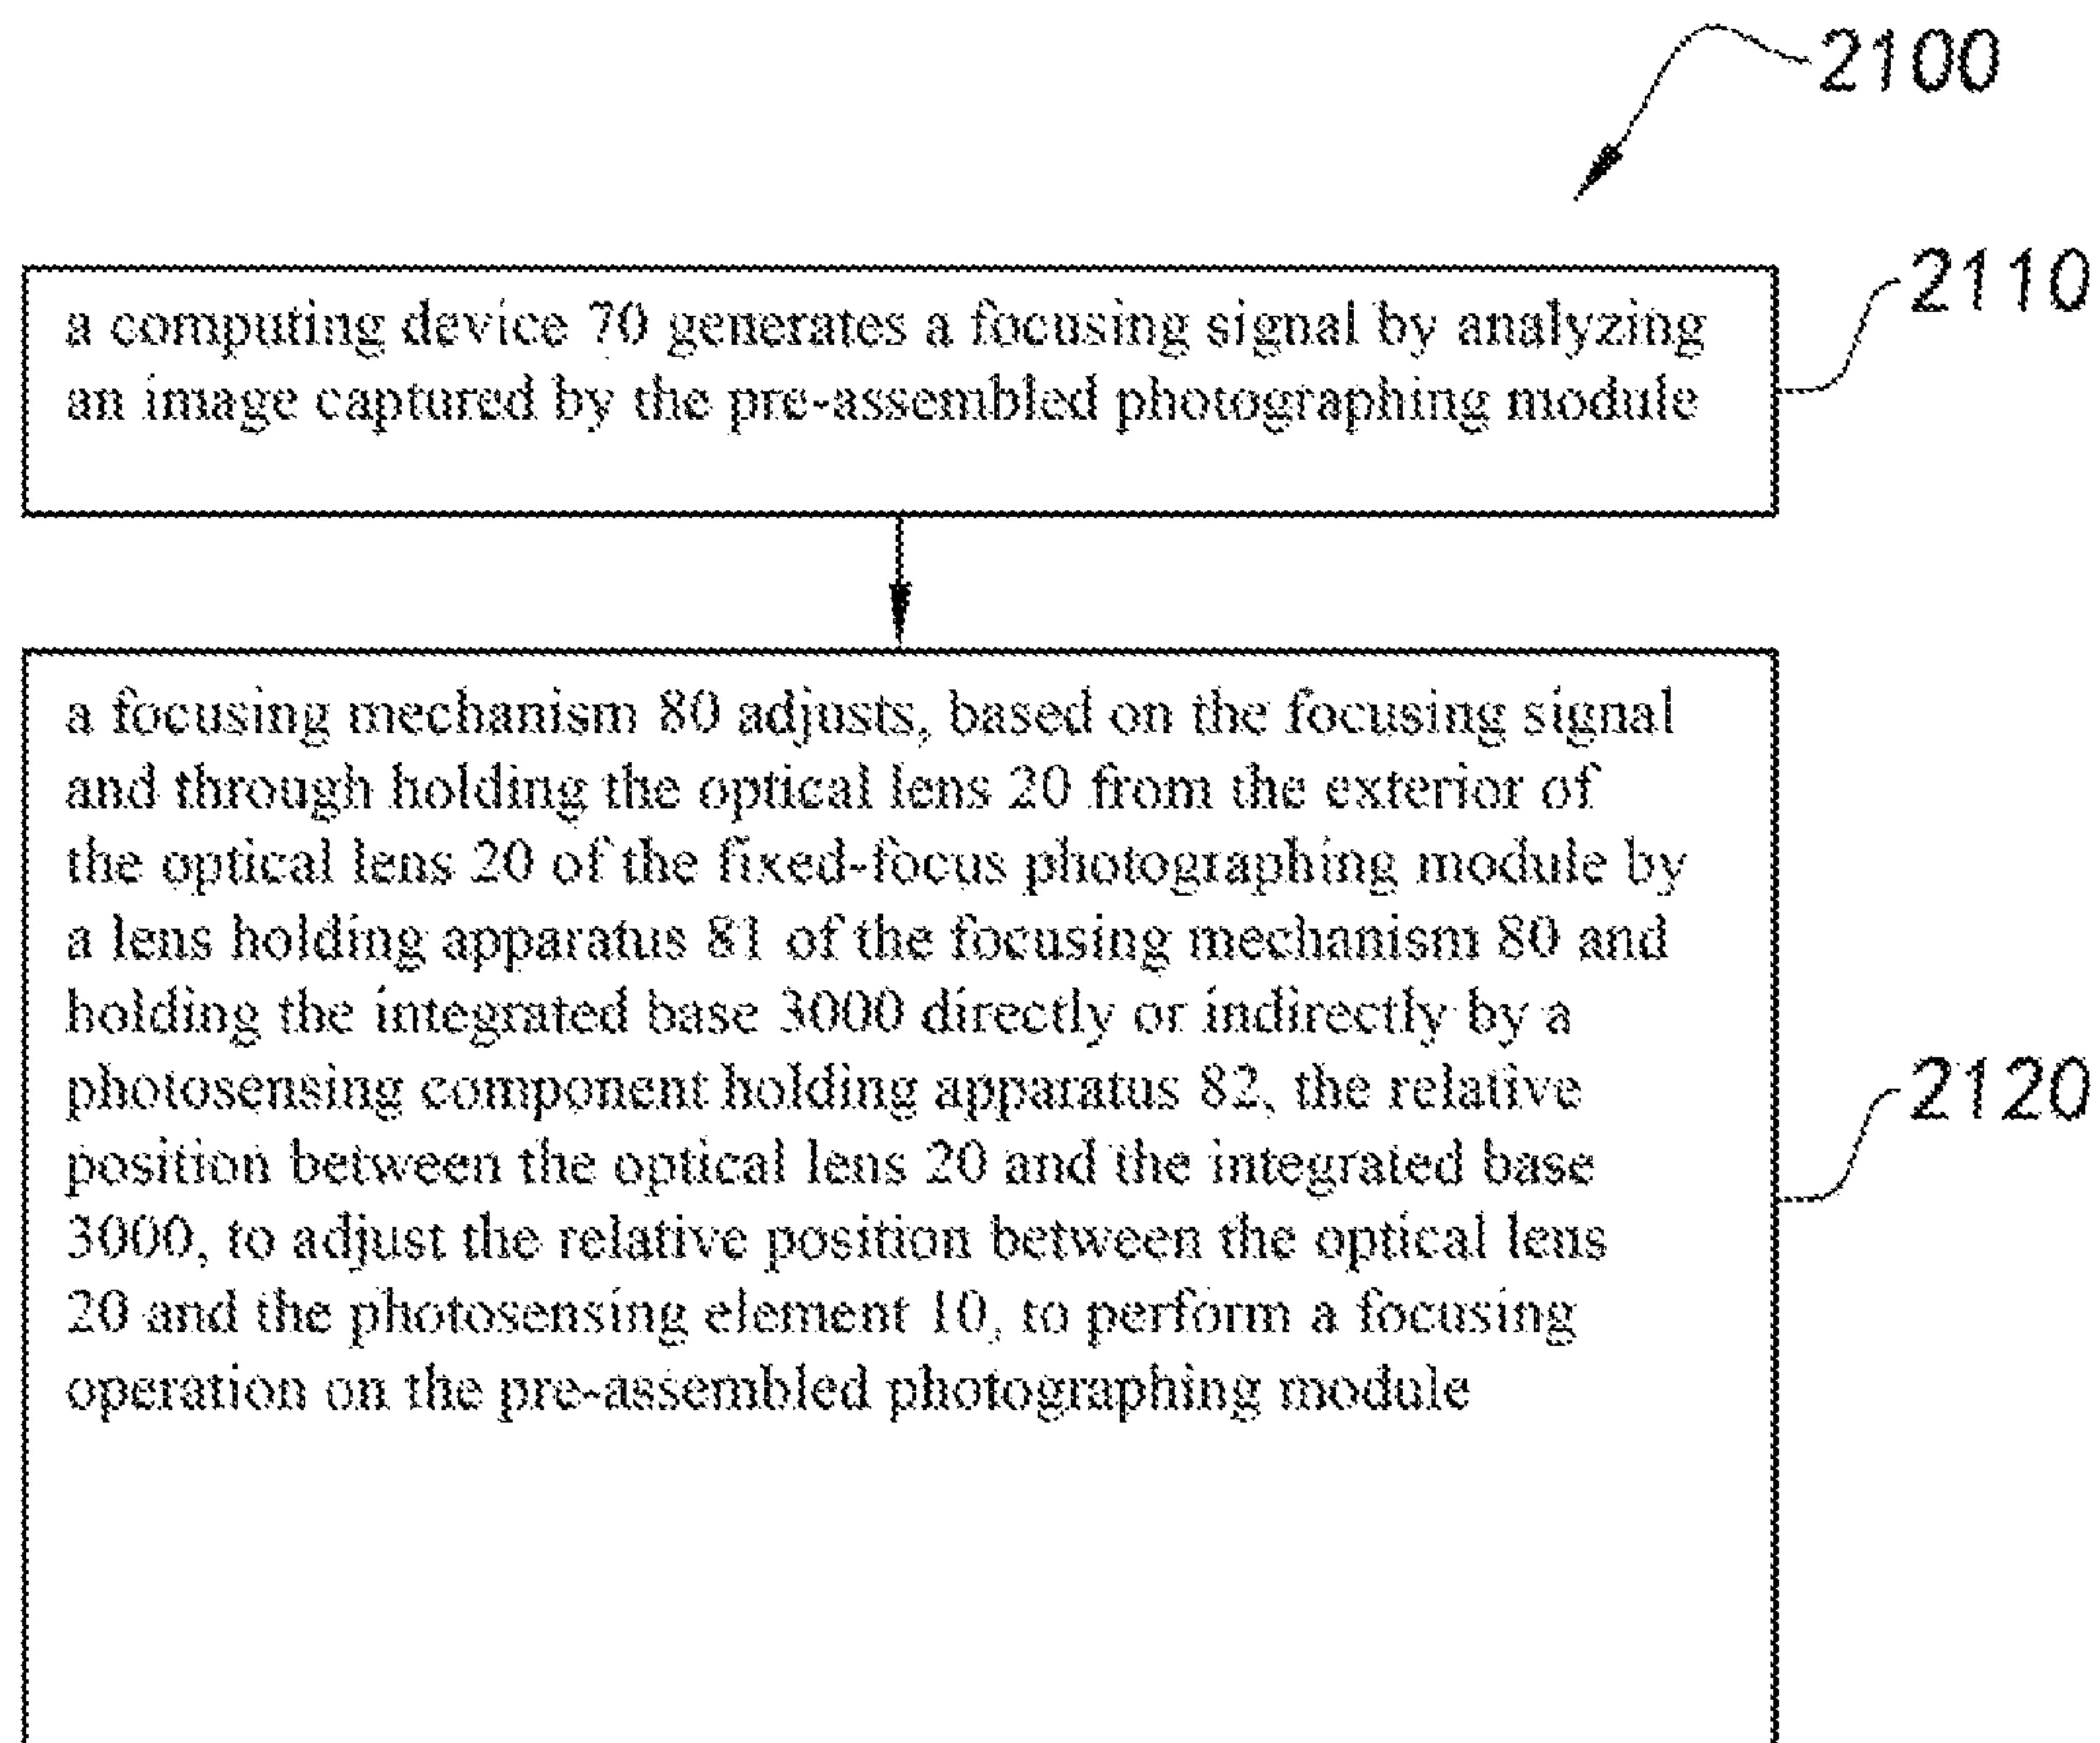 2100
a computing device 70 generates a focusing signal by analyzing
an image captured by the pre-assembled photographing module
2110
a focusing mechanism 80 adjusts, based on the focusing signal
and through holding the optical lens 20 from the exterior of
the optical lens 20 of the fixed-focus photographing module by
a lens holding apparatus 81 of the focusing mechanism 80 and
holding the integrated base 3000 directly or indirectly by a
photosensing component holding apparatus 82, the relative
position between the optical lens 20 and the integrated base
3000, to adjust the relative position between the optical lens
20 and the photosensing element 10, to perform a focusing
operation on the pre-assembled photographing module
2120